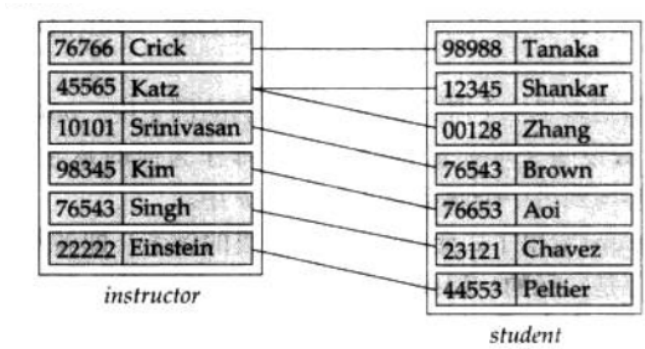 76766 Crick
45565 Katz
10101 Srinivasan
98345 Kim
76543 Singh
22222 Einstein
instructor
98988 Tanaka
12345 Shankar
00128 Zhang
76543 Brown
76653 Aoi
23121 Chavez
44553 Peltier
student